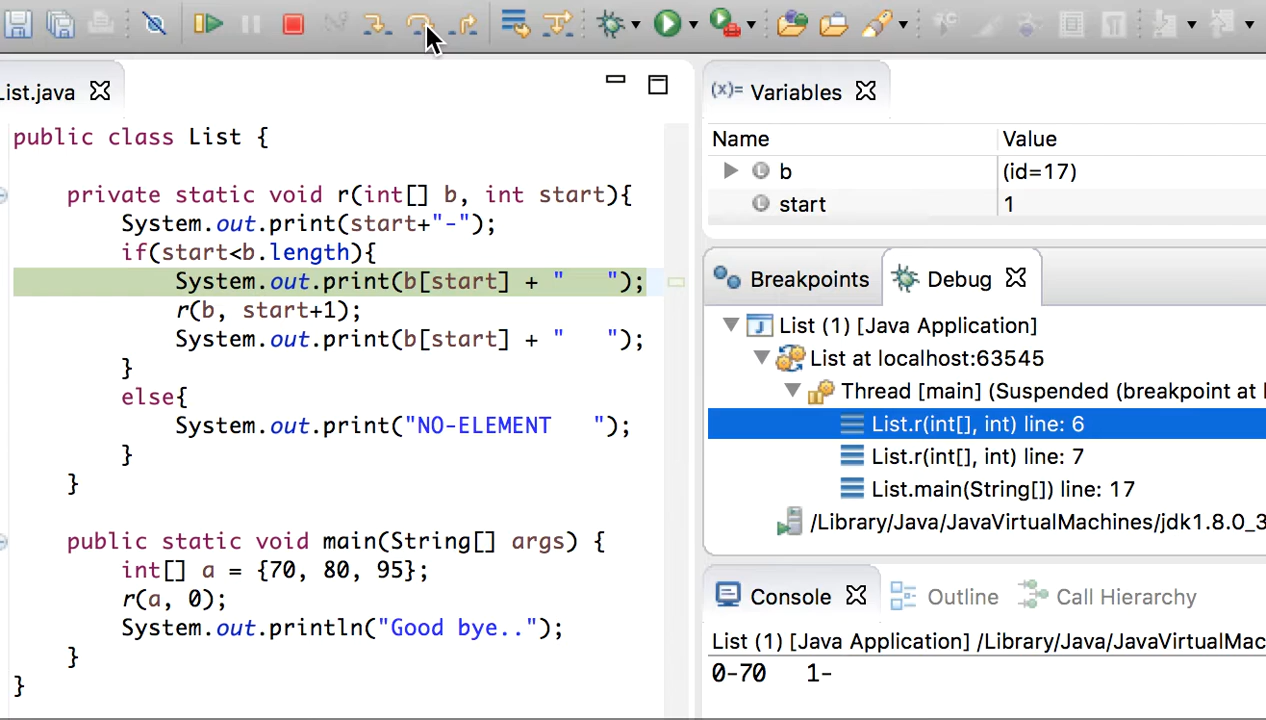 List.java
public class List {
private static void r(int[] b, int start){
System.out.print(start+"-");
if(start<b.length){
System.out.print(b[start] + "   ");
r(b, start+1);
System.out.print(b[start] + "   ");
}
else{
System.out.print("NO-ELEMENT   ");
}
}
public static void main(String[] args) {
int[] a = {70, 80, 95};
r(a, 0);
System.out.println("Good bye..");
}
}
(x)= Variables
Name Value
b (id=17)
start 1
Breakpoints Debug
List (1) [Java Application]
List at localhost:63545
Thread [main] (Suspended (breakpoint at
List.r(int[], int) line: 6
List.r(int[], int) line: 7
List.main(String[]) line: 17
/Library/Java/JavaVirtualMachines/jdk1.8.0_3
Console Outline Call Hierarchy
List (1) [Java Application] /Library/Java/JavaVirtualMac
0-70   1-